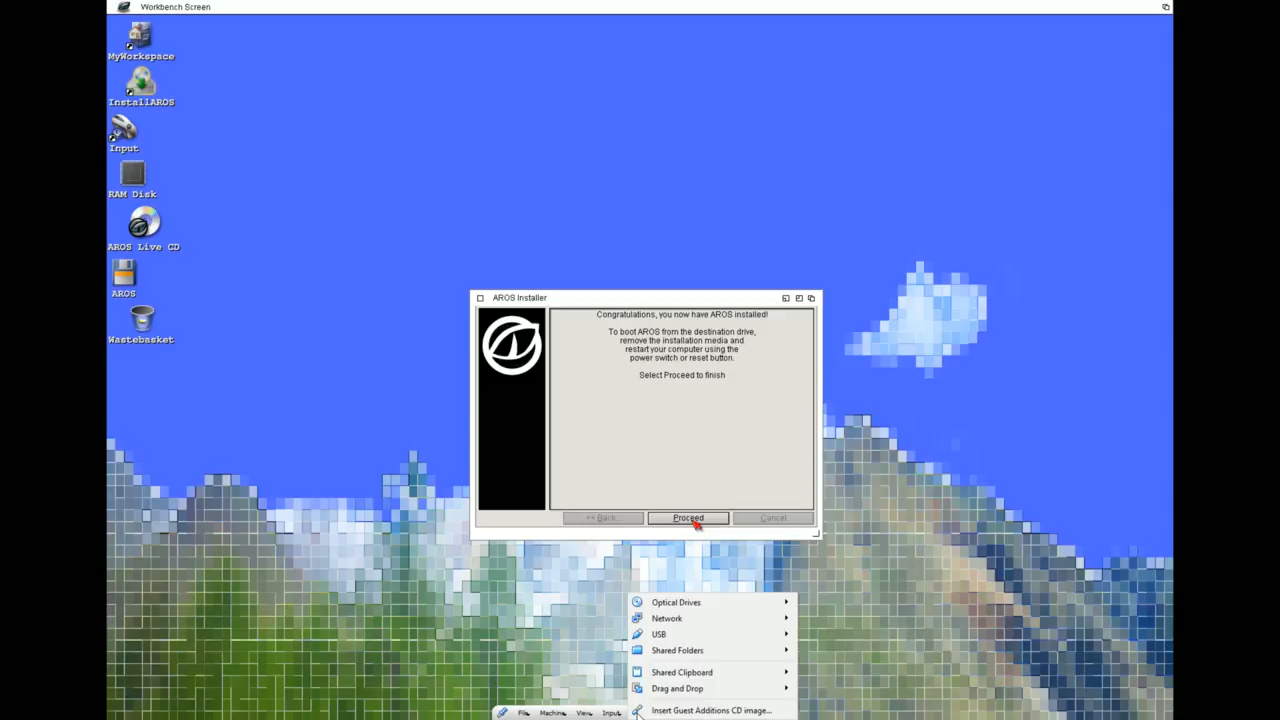 Workbench Screen
MyWorkspace
InstallAROS
Input
RAM Disk
AROS Live CD
AROS
Wastebasket
AROS Installer
Congratulations, you now have AROS installed!
To boot AROS from the destination drive,
remove the installation media and
restart your computer using the
power switch or reset button.
Select Proceed to finish
<< Back
Proceed
Cancel
Optical Drives
Network
USB
Shared Folders
Shared Clipboard
Drag and Drop
Insert Guest Additions CD image...
File
Machine
View
Input